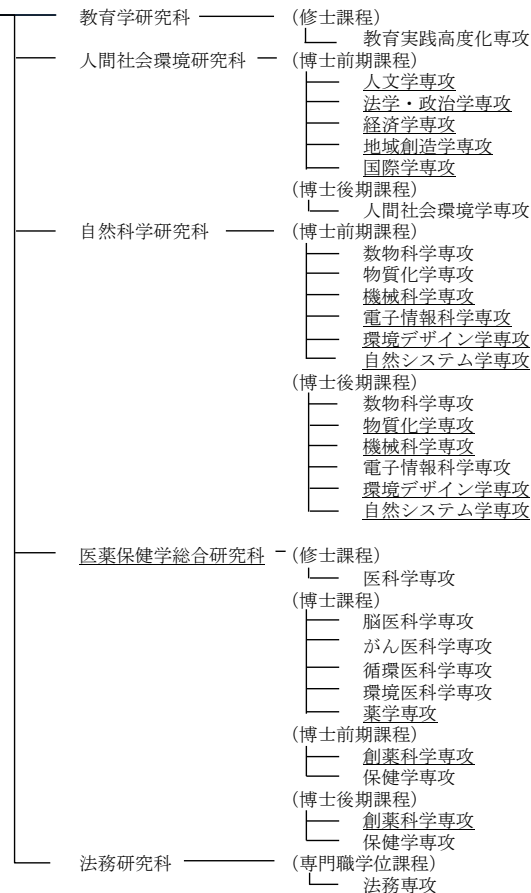 教育学研究科 (修士課程)
教育実践高度化専攻
人間社会環境研究科 (博士前期課程)
人文学専攻
法学・政治学専攻
経済学専攻
地域創造学専攻
国際学専攻
(博士後期課程)
人間社会環境学専攻
自然科学研究科 (博士前期課程)
数物科学専攻
物質化学専攻
機械科学専攻
電子情報科学専攻
環境デザイン学専攻
自然システム学専攻
(博士後期課程)
数物科学専攻
物質化学専攻
機械科学専攻
電子情報科学専攻
環境デザイン学専攻
自然システム学専攻
医薬保健学総合研究科 (修士課程)
医科学専攻
(博士課程)
脳医科学専攻
がん医科学専攻
循環医科学専攻
環境医科学専攻
薬学専攻
(博士前期課程)
創薬科学専攻
保健学専攻
(博士後期課程)
創薬科学専攻
保健学専攻
法務研究科 (専門職学位課程)
法務専攻